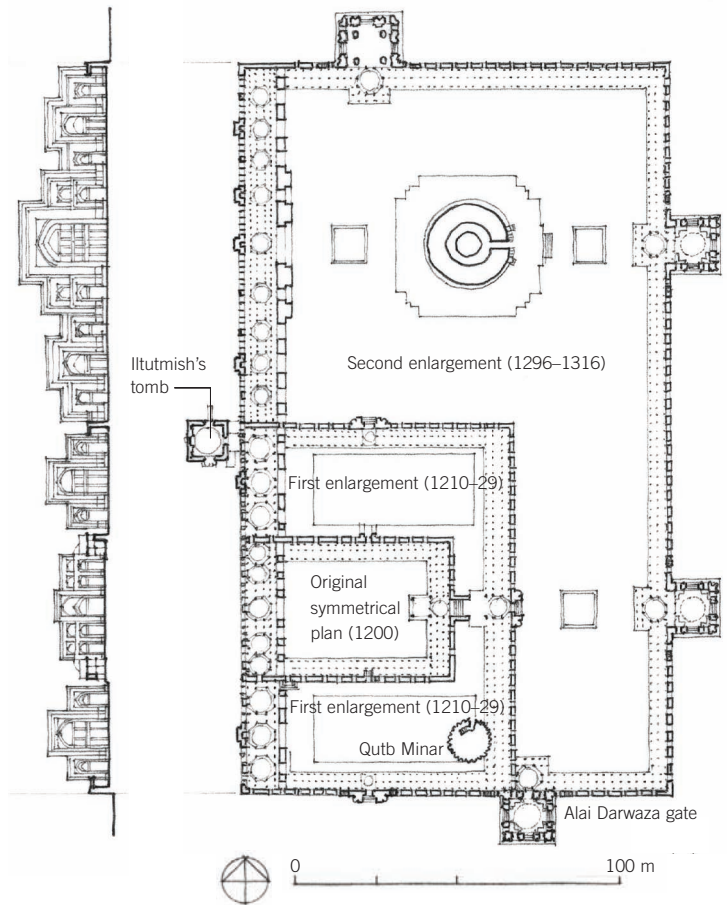 Iltutmish's
tomb
Second enlargement (1296–1316)
First enlargement (1210–29)
Original
symmetrical
plan (1200)
First enlargement (1210–29)
Qutb Minar
Alai Darwaza gate
0
100 m